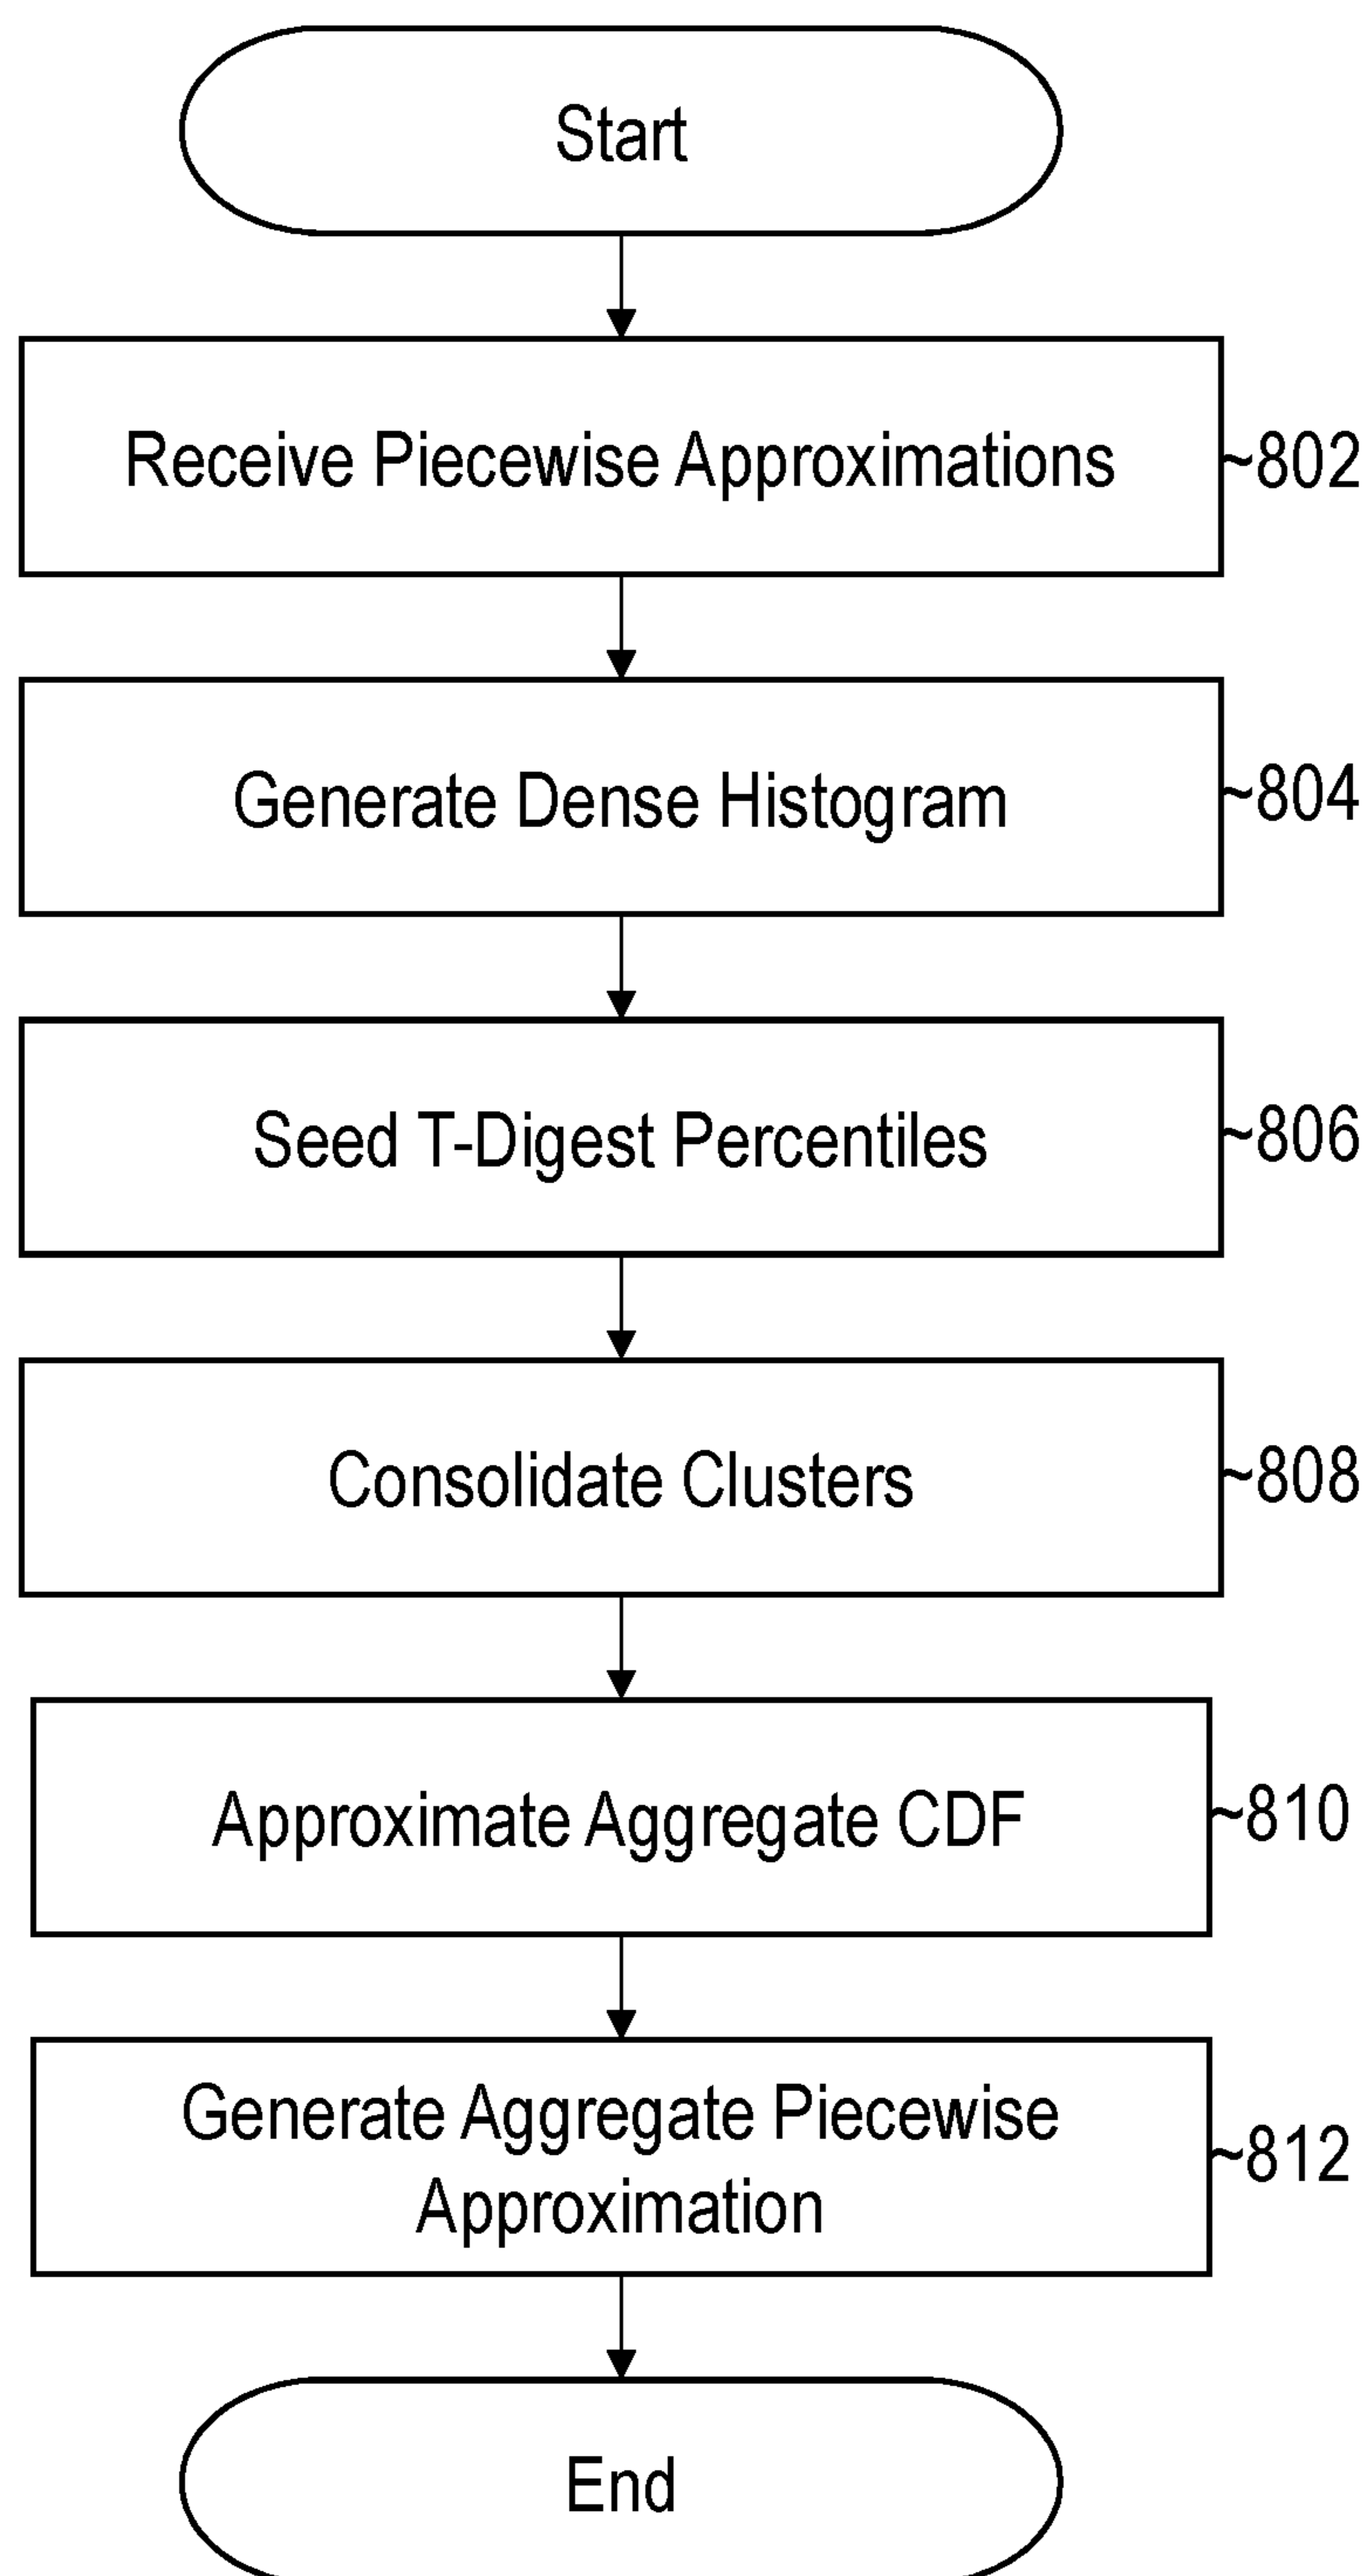 Start
Receive Piecewise Approximations
~802
Generate Dense Histogram
~804
Seed T-Digest Percentiles
~806
Consolidate Clusters
~808
Approximate Aggregate CDF
~810
Generate Aggregate Piecewise
Approximation
~812
End